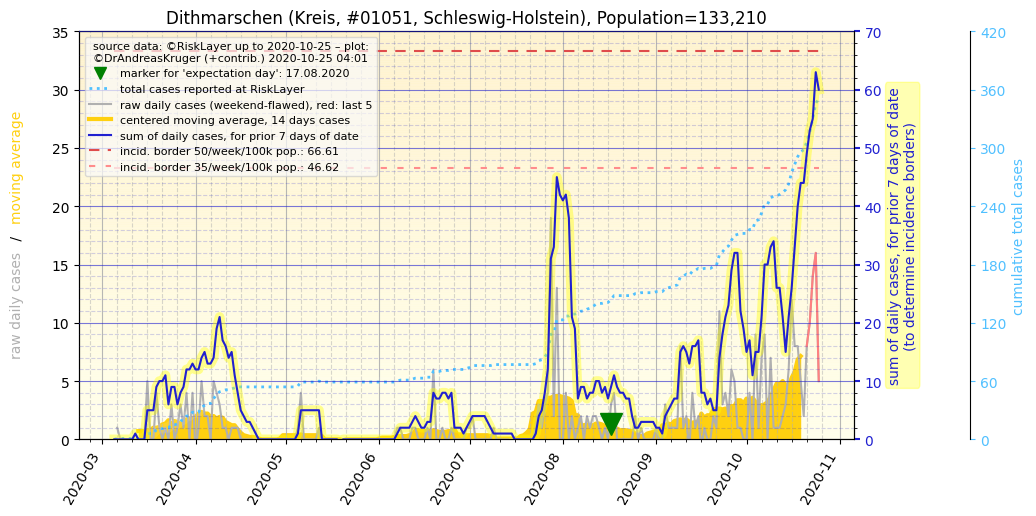 Dithmarschen (Kreis, #01051, Schleswig-Holstein), Population=133,210
source data: ©RiskLayer up to 2020-10-25 – plot:
©DrAndreasKruger (+contrib.) 2020-10-25 04:01
marker for 'expectation day': 17.08.2020
total cases reported at RiskLayer
raw daily cases (weekend-flawed), red: last 5
centered moving average, 14 days cases
sum of daily cases, for prior 7 days of date
incid. border 50/week/100k pop.: 66.61
incid. border 35/week/100k pop.: 46.62
raw daily cases / moving average
35
30
25
20
15
10
5
0
70
60
50
40
30
20
10
0
sum of daily cases, for prior 7 days of date
(to determine incidence borders)
420
360
300
240
180
120
60
0
cumulative total cases
2020-03
2020-04
2020-05
2020-06
2020-07
2020-08
2020-09
2020-10
2020-11